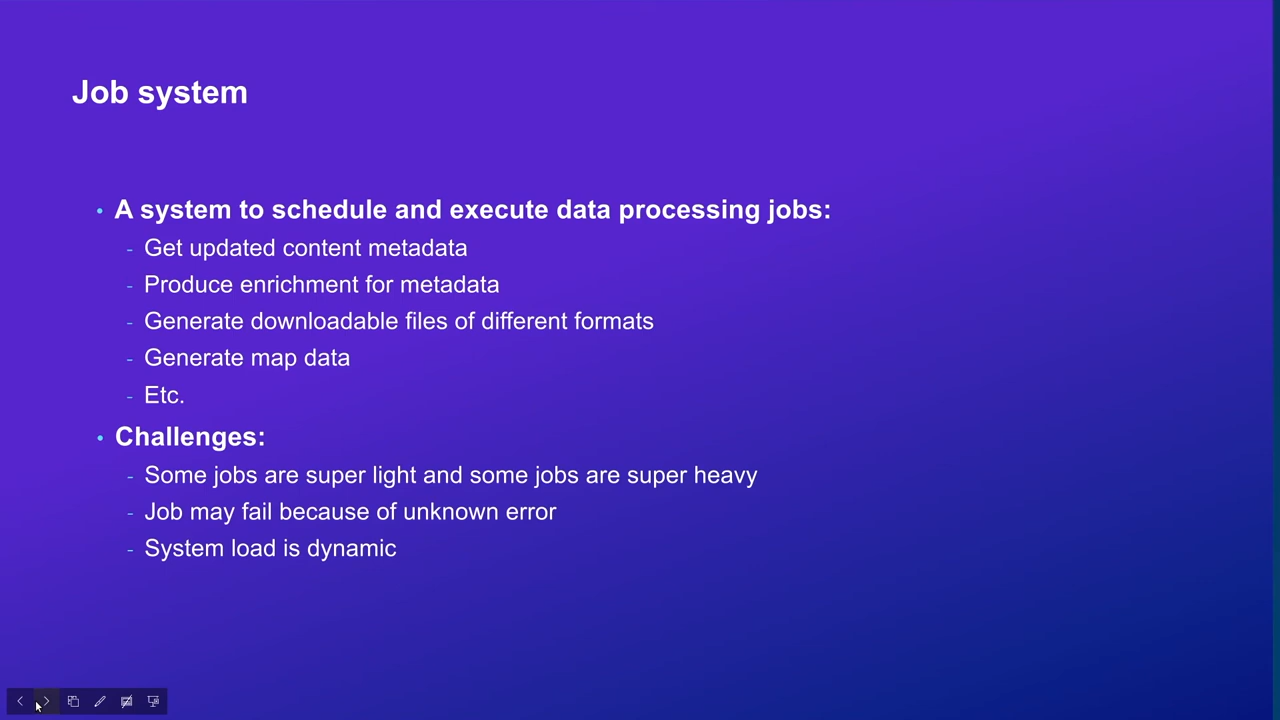 Job system
• A system to schedule and execute data processing jobs:
- Get updated content metadata
- Produce enrichment for metadata
- Generate downloadable files of different formats
- Generate map data
- Etc.
• Challenges:
- Some jobs are super light and some jobs are super heavy
- Job may fail because of unknown error
- System load is dynamic